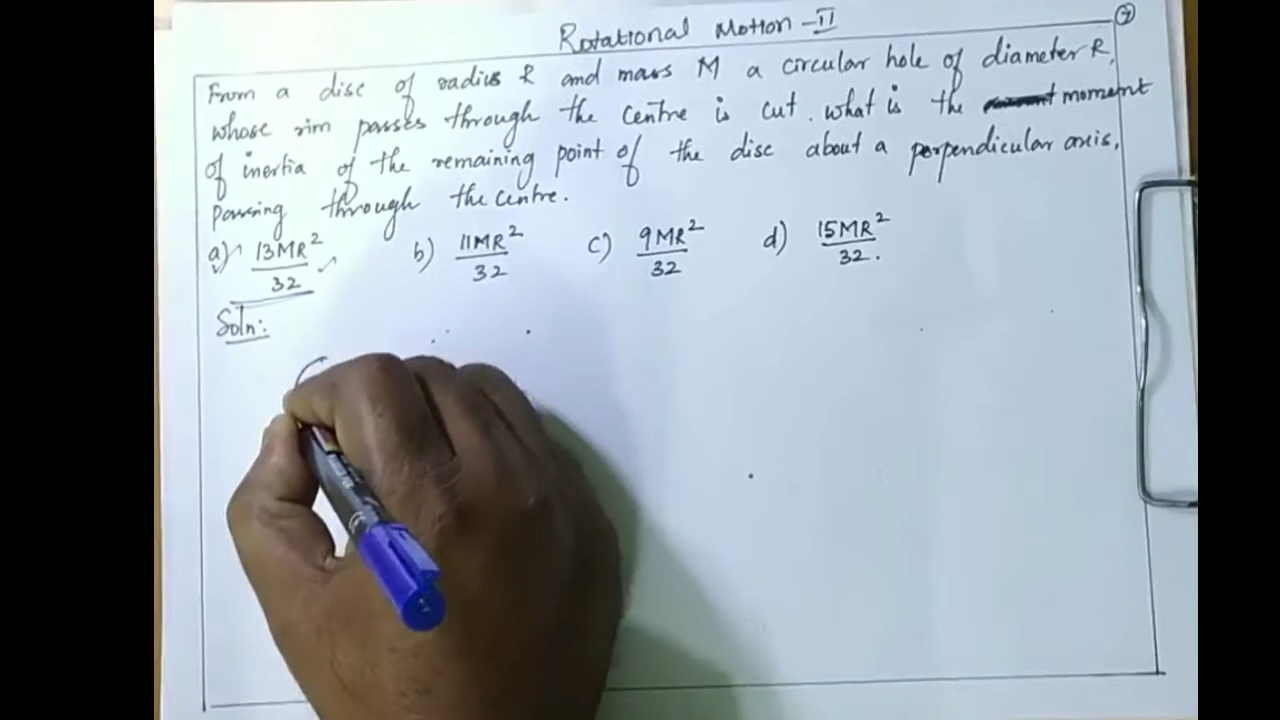 Rotational Motion - II
7
From a disc of radius R and mass M a circular hole of diameter R,
whose rim passes through the centre is cut. what is the moment
of inertia of the remaining point of the disc about a perpendicular axis,
passing through the centre.
a) 13MR²/32 b) 11MR²/32 c) 9MR²/32 d) 15MR²/32.
Soln: